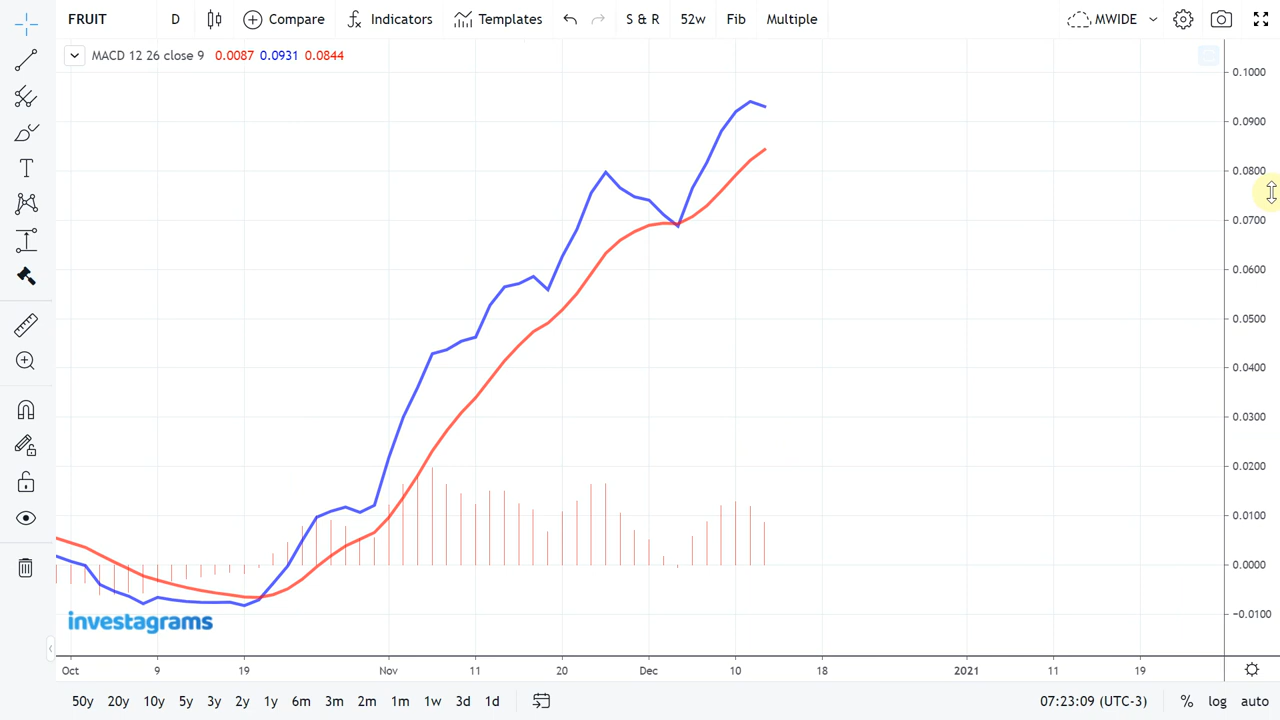 FRUIT D Compare Indicators Templates S & R 52w Fib Multiple MWIDE
MACD 12 26 close 9 0.0087 0.0931 0.0844
0.1000
0.0900
0.0800
0.0700
0.0600
0.0500
0.0400
0.0300
0.0200
0.0100
0.0000
−0.0100
investagrams
Oct 9 19 Nov 11 20 Dec 10 18 2021 11 19
50y 20y 10y 5y 3y 2y 1y 6m 3m 2m 1m 1w 3d 1d 07:23:09 (UTC-3) % log auto